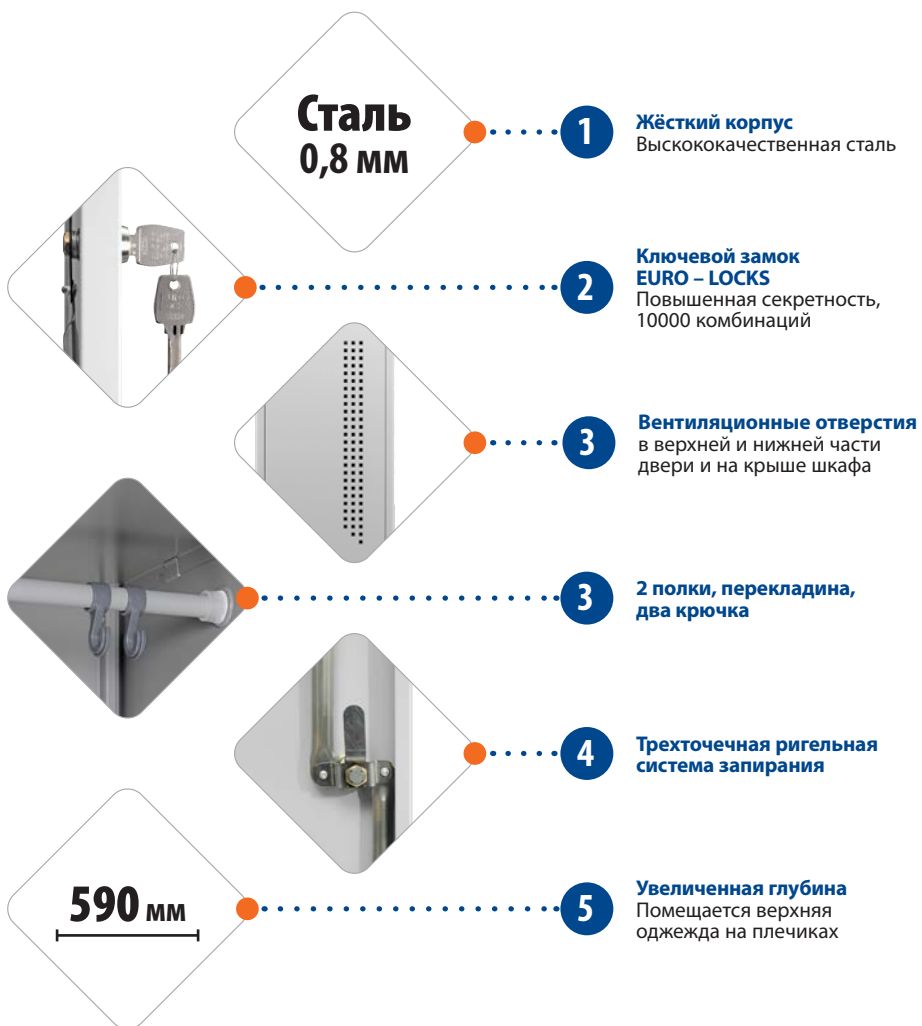 Сталь
0,8 мм
1
Жёсткий корпус
Выскококачественная сталь
2
Ключевой замок
EURO – LOCKS
Повышенная секретность,
10000 комбинаций
3
Вентиляционные отверстия
в верхней и нижней части
двери и на крыше шкафа
3
2 полки, перекладина,
два крючка
4
Трехточечная ригельная
система запирания
590 мм
5
Увеличенная глубина
Помещается верхняя
оджежда на плечиках